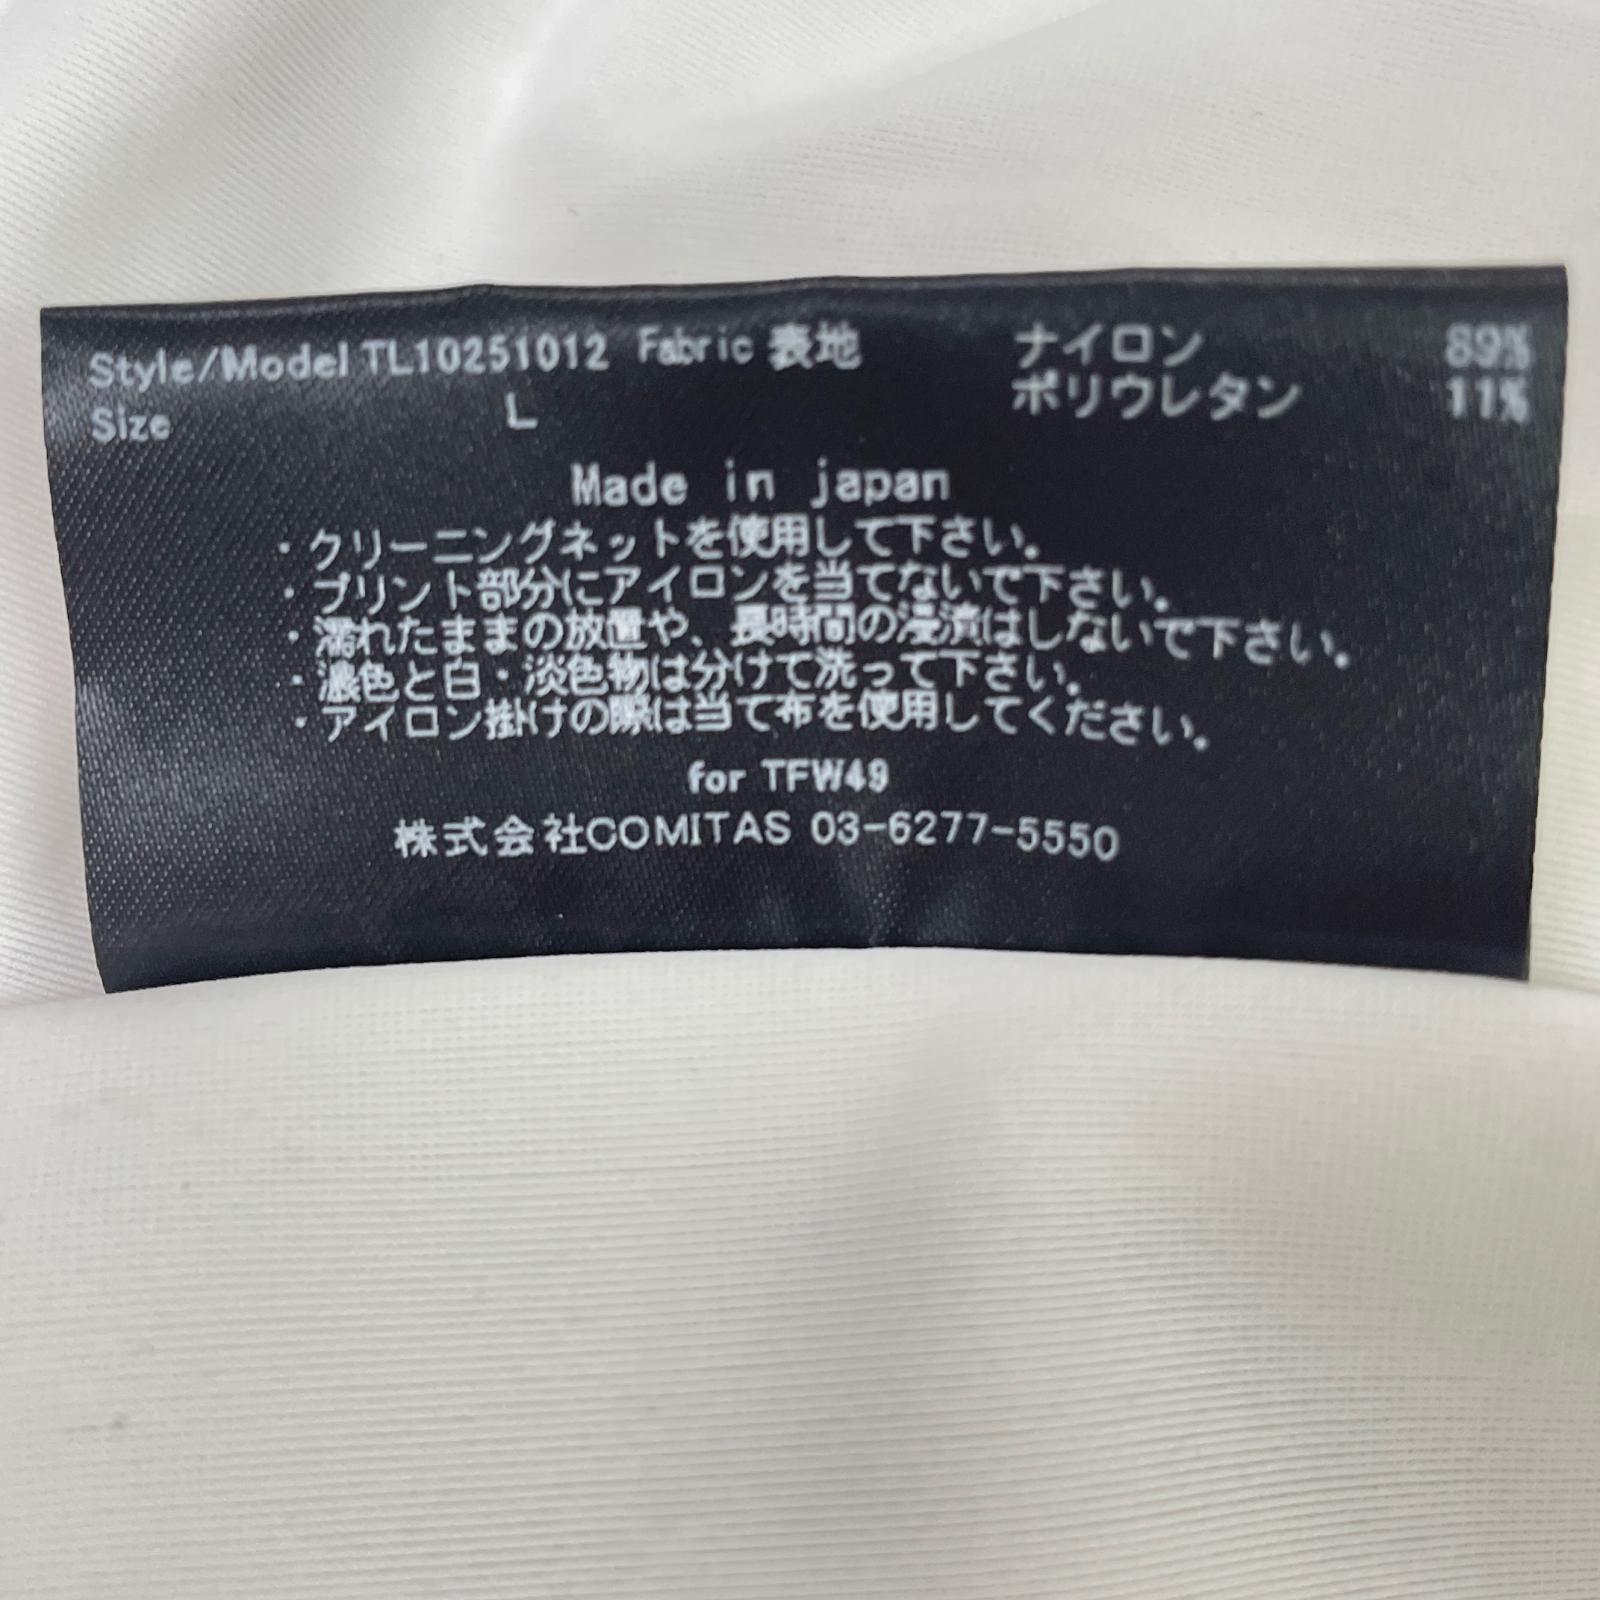 Style/Model TL10251012 Fabric 表地 ナイロン 89%
Size L ポリウレタン 11%
Made in japan
・クリーニングネットを使用して下さい。
・プリント部分にアイロンを当てないで下さい。
・濡れたままの放置や、長時間の浸漬はしないで下さい。
・濃色と白・淡色物は分けて洗って下さい。
・アイロン掛けの際は当て布を使用してください。
for TFW49
株式会社COMITAS 03-6277-5550